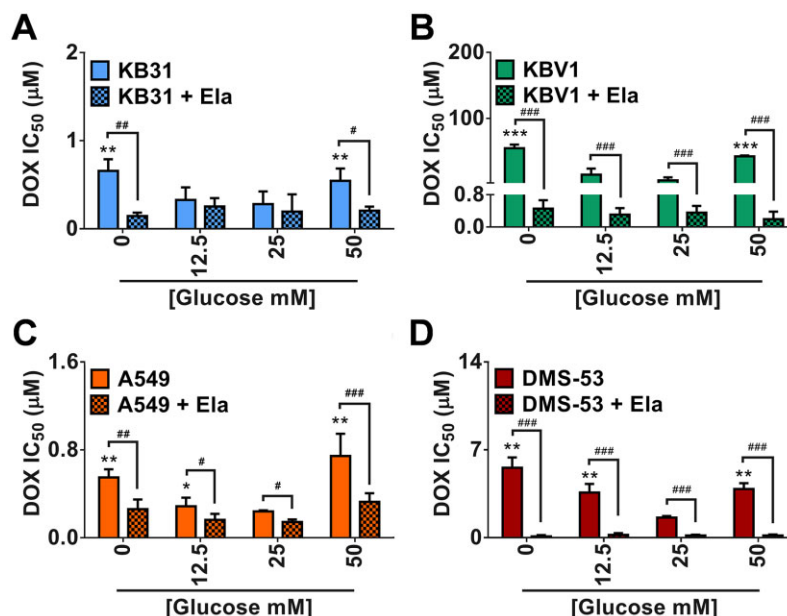 A
2
KB31
KB31 + Ela
DOX IC50 (μM)
##
#
**
**
1
0
0
12.5
25
50
[Glucose mM]
B
200
KBV1
KBV1 + Ela
DOX IC50 (μM)
###
###
###
###
***
***
100
0.8
0.0
0
12.5
25
50
[Glucose mM]
C
1.6
A549
A549 + Ela
DOX IC50 (μM)
##
#
#
###
**
*
**
0.8
0.0
0
12.5
25
50
[Glucose mM]
D
14
DMS-53
DMS-53 + Ela
DOX IC50 (μM)
###
###
###
###
**
**
**
7
0
0
12.5
25
50
[Glucose mM]